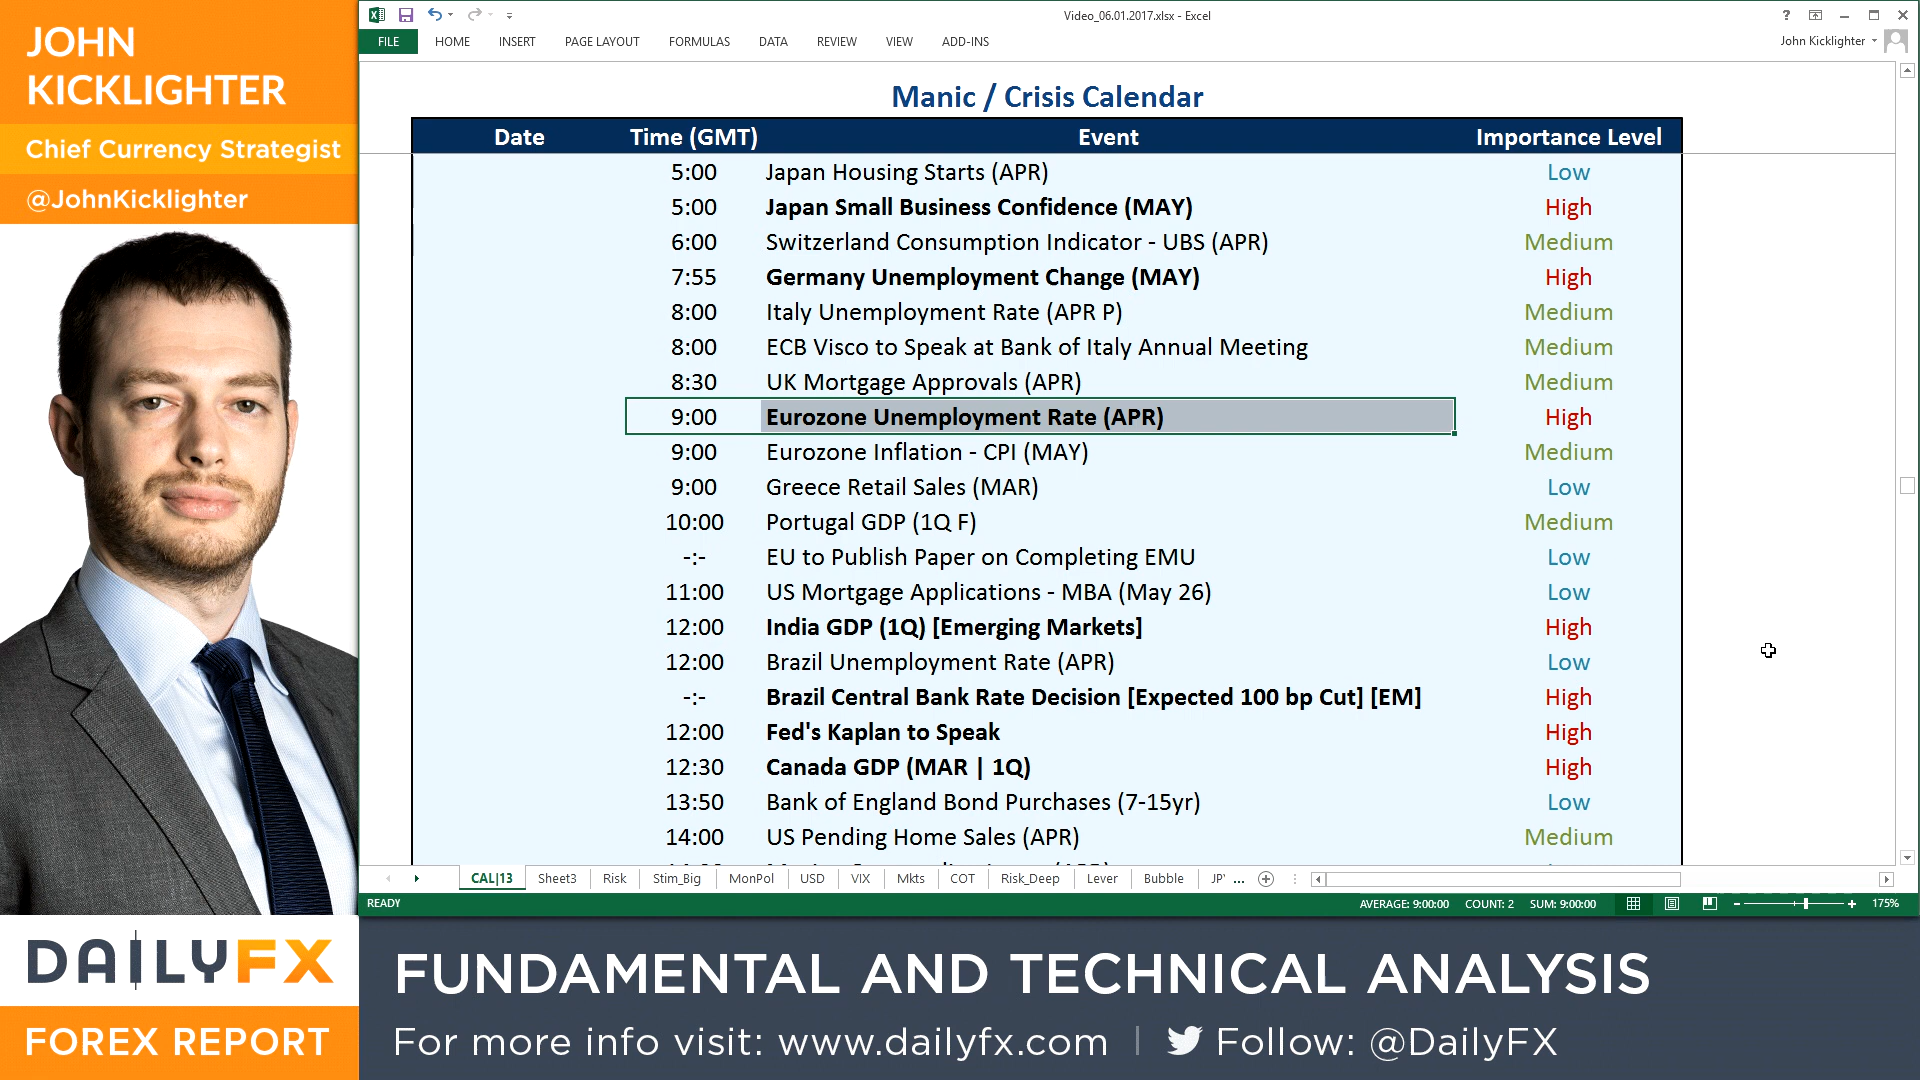 JOHN
KICKLIGHTER
Chief Currency Strategist
@JohnKicklighter
Video_06.01.2017.xlsx - Excel
?
FILE HOME INSERT PAGE LAYOUT FORMULAS DATA REVIEW VIEW ADD-INS
John Kicklighter
Manic / Crisis Calendar
Date Time (GMT) Event Importance Level
5:00 Japan Housing Starts (APR) Low
5:00 Japan Small Business Confidence (MAY) High
6:00 Switzerland Consumption Indicator - UBS (APR) Medium
7:55 Germany Unemployment Change (MAY) High
8:00 Italy Unemployment Rate (APR P) Medium
8:00 ECB Visco to Speak at Bank of Italy Annual Meeting Medium
8:30 UK Mortgage Approvals (APR) Medium
9:00 Eurozone Unemployment Rate (APR) High
9:00 Eurozone Inflation - CPI (MAY) Medium
9:00 Greece Retail Sales (MAR) Low
10:00 Portugal GDP (1Q F) Medium
-:- EU to Publish Paper on Completing EMU Low
11:00 US Mortgage Applications - MBA (May 26) Low
12:00 India GDP (1Q) [Emerging Markets] High
12:00 Brazil Unemployment Rate (APR) Low
-:- Brazil Central Bank Rate Decision [Expected 100 bp Cut] [EM] High
12:00 Fed's Kaplan to Speak High
12:30 Canada GDP (MAR | 1Q) High
13:50 Bank of England Bond Purchases (7-15yr) Low
14:00 US Pending Home Sales (APR) Medium
CAL|13 Sheet3 Risk Stim_Big MonPol USD VIX Mkts COT Risk_Deep Lever Bubble JP' ...
READY AVERAGE: 9:00:00 COUNT: 2 SUM: 9:00:00 - + 175%
DAILYFX
FOREX REPORT
FUNDAMENTAL AND TECHNICAL ANALYSIS
For more info visit: www.dailyfx.com | Follow: @DailyFX